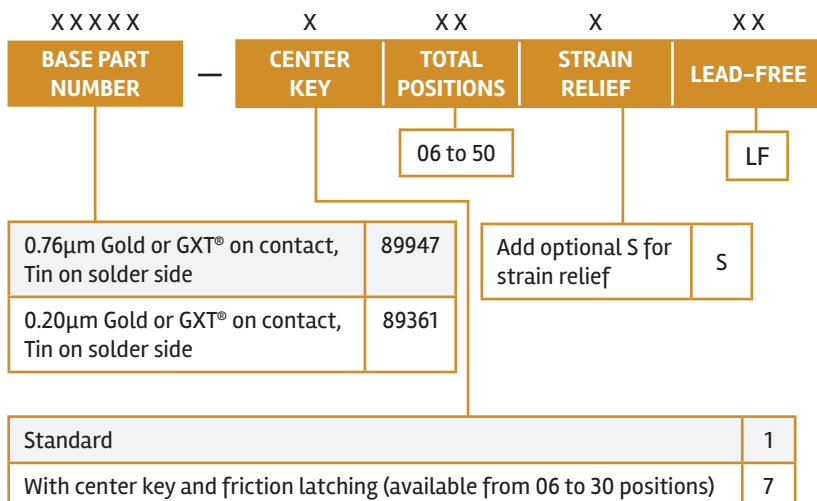 X X X X X X X X X X X
BASE PART NUMBER — CENTER KEY TOTAL POSITIONS STRAIN RELIEF LEAD-FREE
06 to 50
LF
0.76µm Gold or GXT® on contact, 89947
Tin on solder side
0.20µm Gold or GXT® on contact, 89361
Tin on solder side
Add optional S for S
strain relief
Standard 1
With center key and friction latching (available from 06 to 30 positions) 7